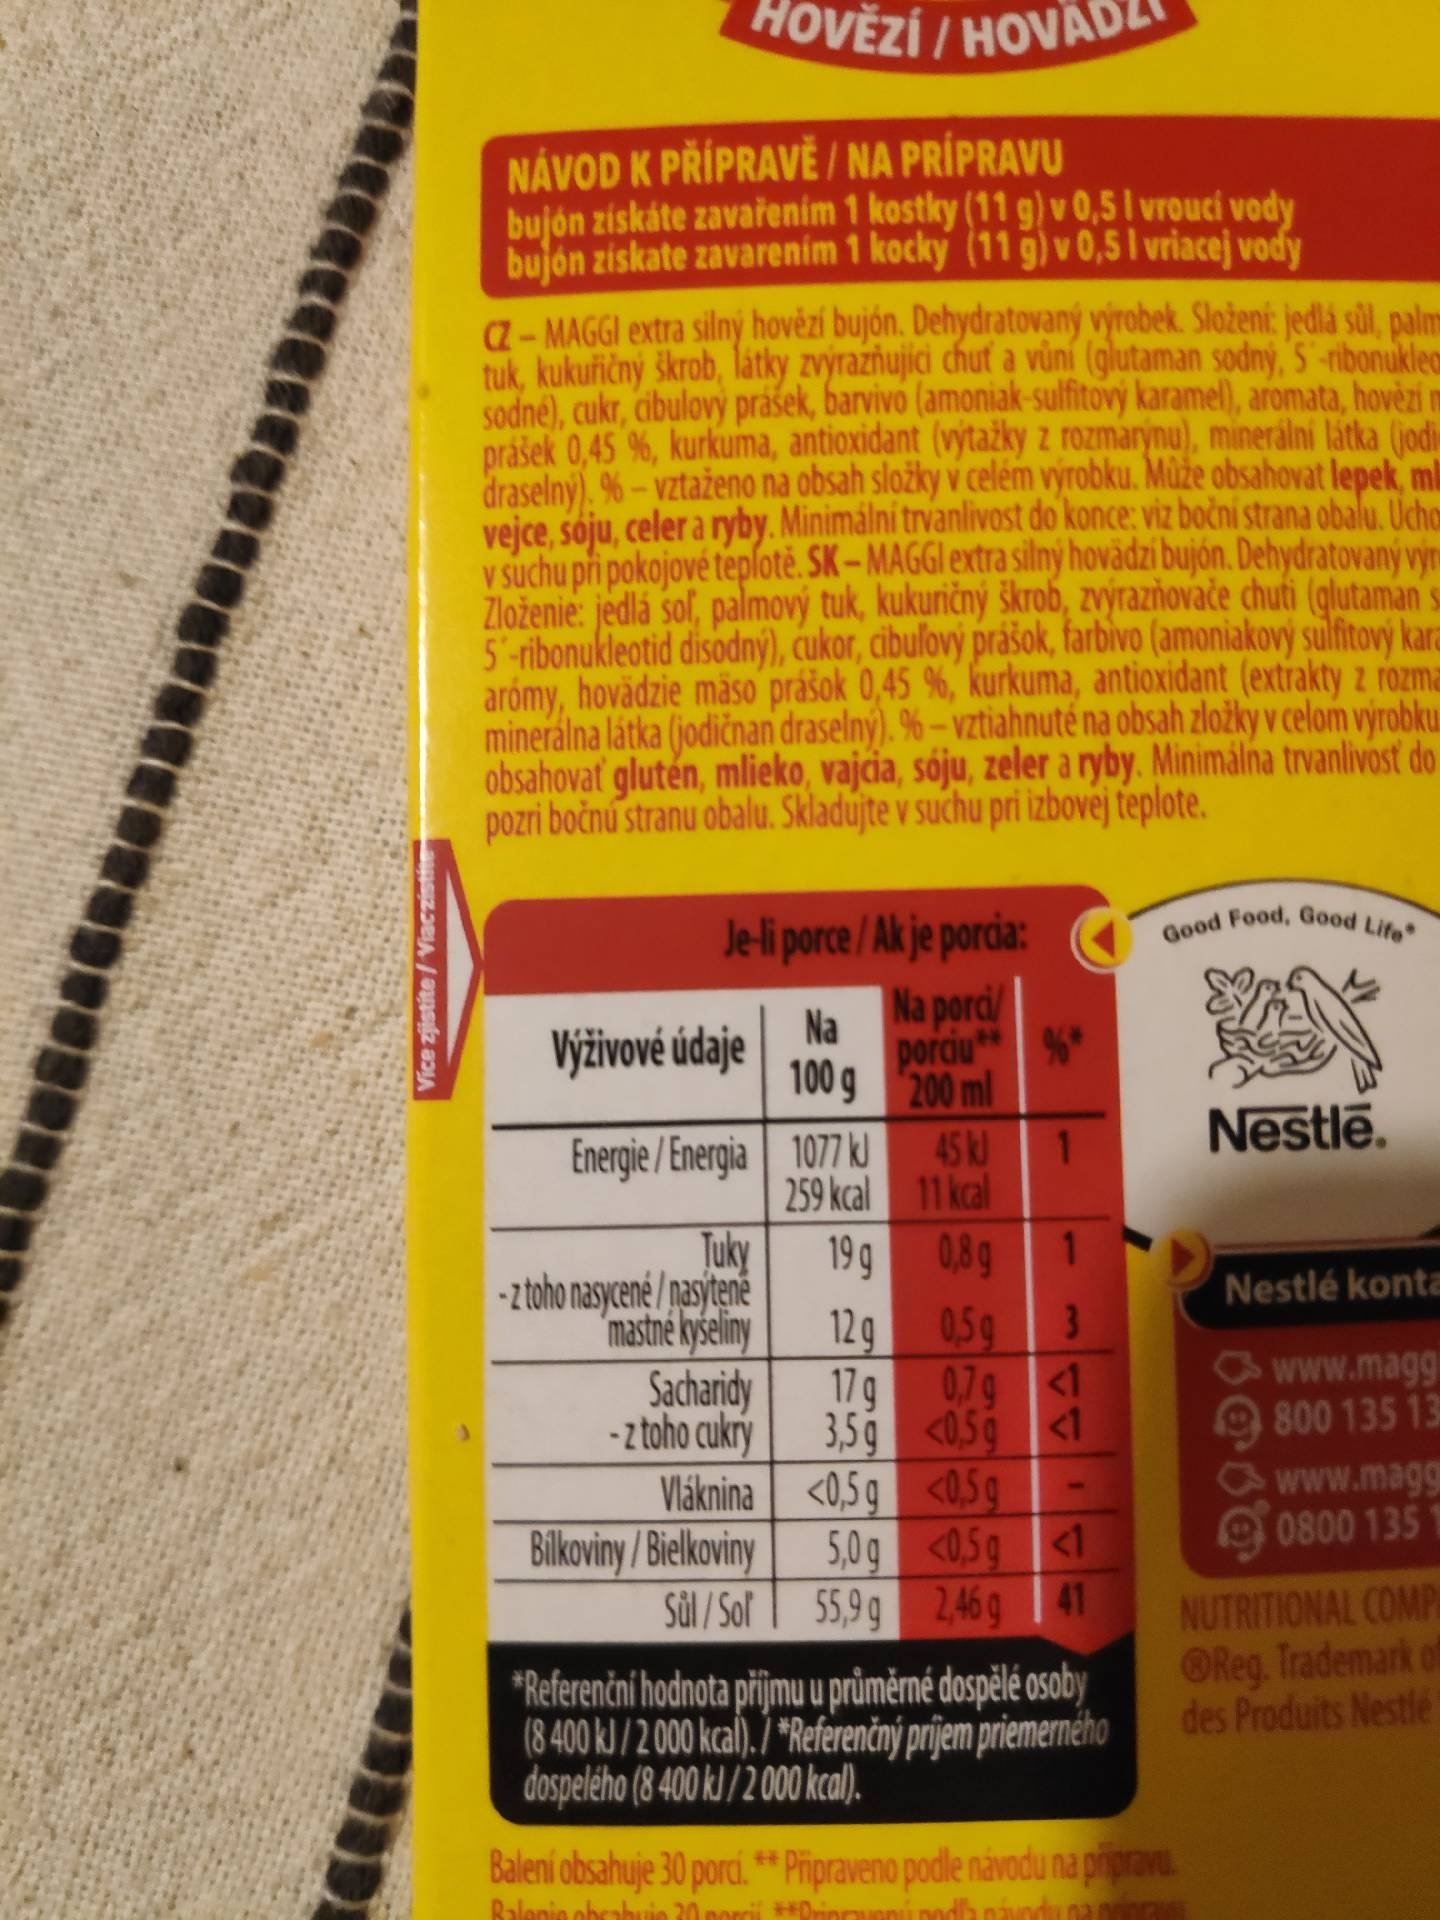 HOVĚZÍ / HOVÄDZI
NÁVOD K PŘÍPRAVĚ / NA PRÍPRAVU
bujón získáte zavařením 1 kostky (11 g) v 0,5 l vroucí vody
bujón získate zavarením 1 kocky (11 g) v 0,5 l vriacej vody
CZ – MAGGI extra silný hovězí bujón. Dehydratovaný výrobek. Složení: jedlá sůl, palm
tuk, kukuřičný škrob, látky zvýrazňující chuť a vůni (glutaman sodný, 5´-ribonukleo
sodné), cukr, cibulový prášek, barvivo (amoniak-sulfitový karamel), aromata, hovězí
prášek 0,45 %, kurkuma, antioxidant (výtažky z rozmarýnu), minerální látka (jodi
draselný). % – vztaženo na obsah složky v celém výrobku. Může obsahovat lepek, ml
vejce, sóju, celer a ryby. Minimální trvanlivost do konce: viz boční strana obalu. Ucho
v suchu při pokojové teplotě. SK – MAGGI extra silný hovädzí bujón. Dehydratovaný výr
Zloženie: jedlá soľ, palmový tuk, kukuričný škrob, zvýrazňovače chuti (glutaman s
5´-ribonukleotid disodný), cukor, cibuľový prášok, farbivo (amoniakový sulfitový kara
arómy, hovädzie mäso prášok 0,45 %, kurkuma, antioxidant (extrakty z rozma
minerálna látka (jodičnan draselný). % – vztiahnuté na obsah zložky v celom výrobku
obsahovať glutén, mlieko, vajcia, sóju, zeler a ryby. Minimálna trvanlivosť do
pozri bočnú stranu obalu. Skladujte v suchu pri izbovej teplote.
Více zjistíte / Viac zistíte
Je-li porce / Ak je porcia:
Výživové údaje Na 100 g Na porci/ porciu** 200 ml %*
Energie / Energia 1077 kJ 45 kJ 1
259 kcal 11 kcal
Tuky 19 g 0,8 g 1
- z toho nasycené / nasýtené
mastné kyseliny 12 g 0,5 g 3
Sacharidy 17 g 0,7 g <1
- z toho cukry 3,5 g <0,5 g <1
Vláknina <0,5 g <0,5 g -
Bílkoviny / Bielkoviny 5,0 g <0,5 g <1
Sůl / Soľ 55,9 g 2,46 g 41
*Referenční hodnota příjmu u průměrné dospělé osoby
(8 400 kJ / 2 000 kcal). / *Referenčný príjem priemerného
dospelého (8 400 kJ / 2 000 kcal).
Balení obsahuje 30 porcí. ** Připraveno podle návodu na přípravu.
Balenie obsahuje 30 porcií. **Pripravenú podľa návodu na prípravu.
Good Food, Good Life®
Nestlé.
Nestlé konta
www.magg
800 135 13
www.magg
0800 135 1
NUTRITIONAL COMP
®Reg. Trademark of
des Produits Nestlé